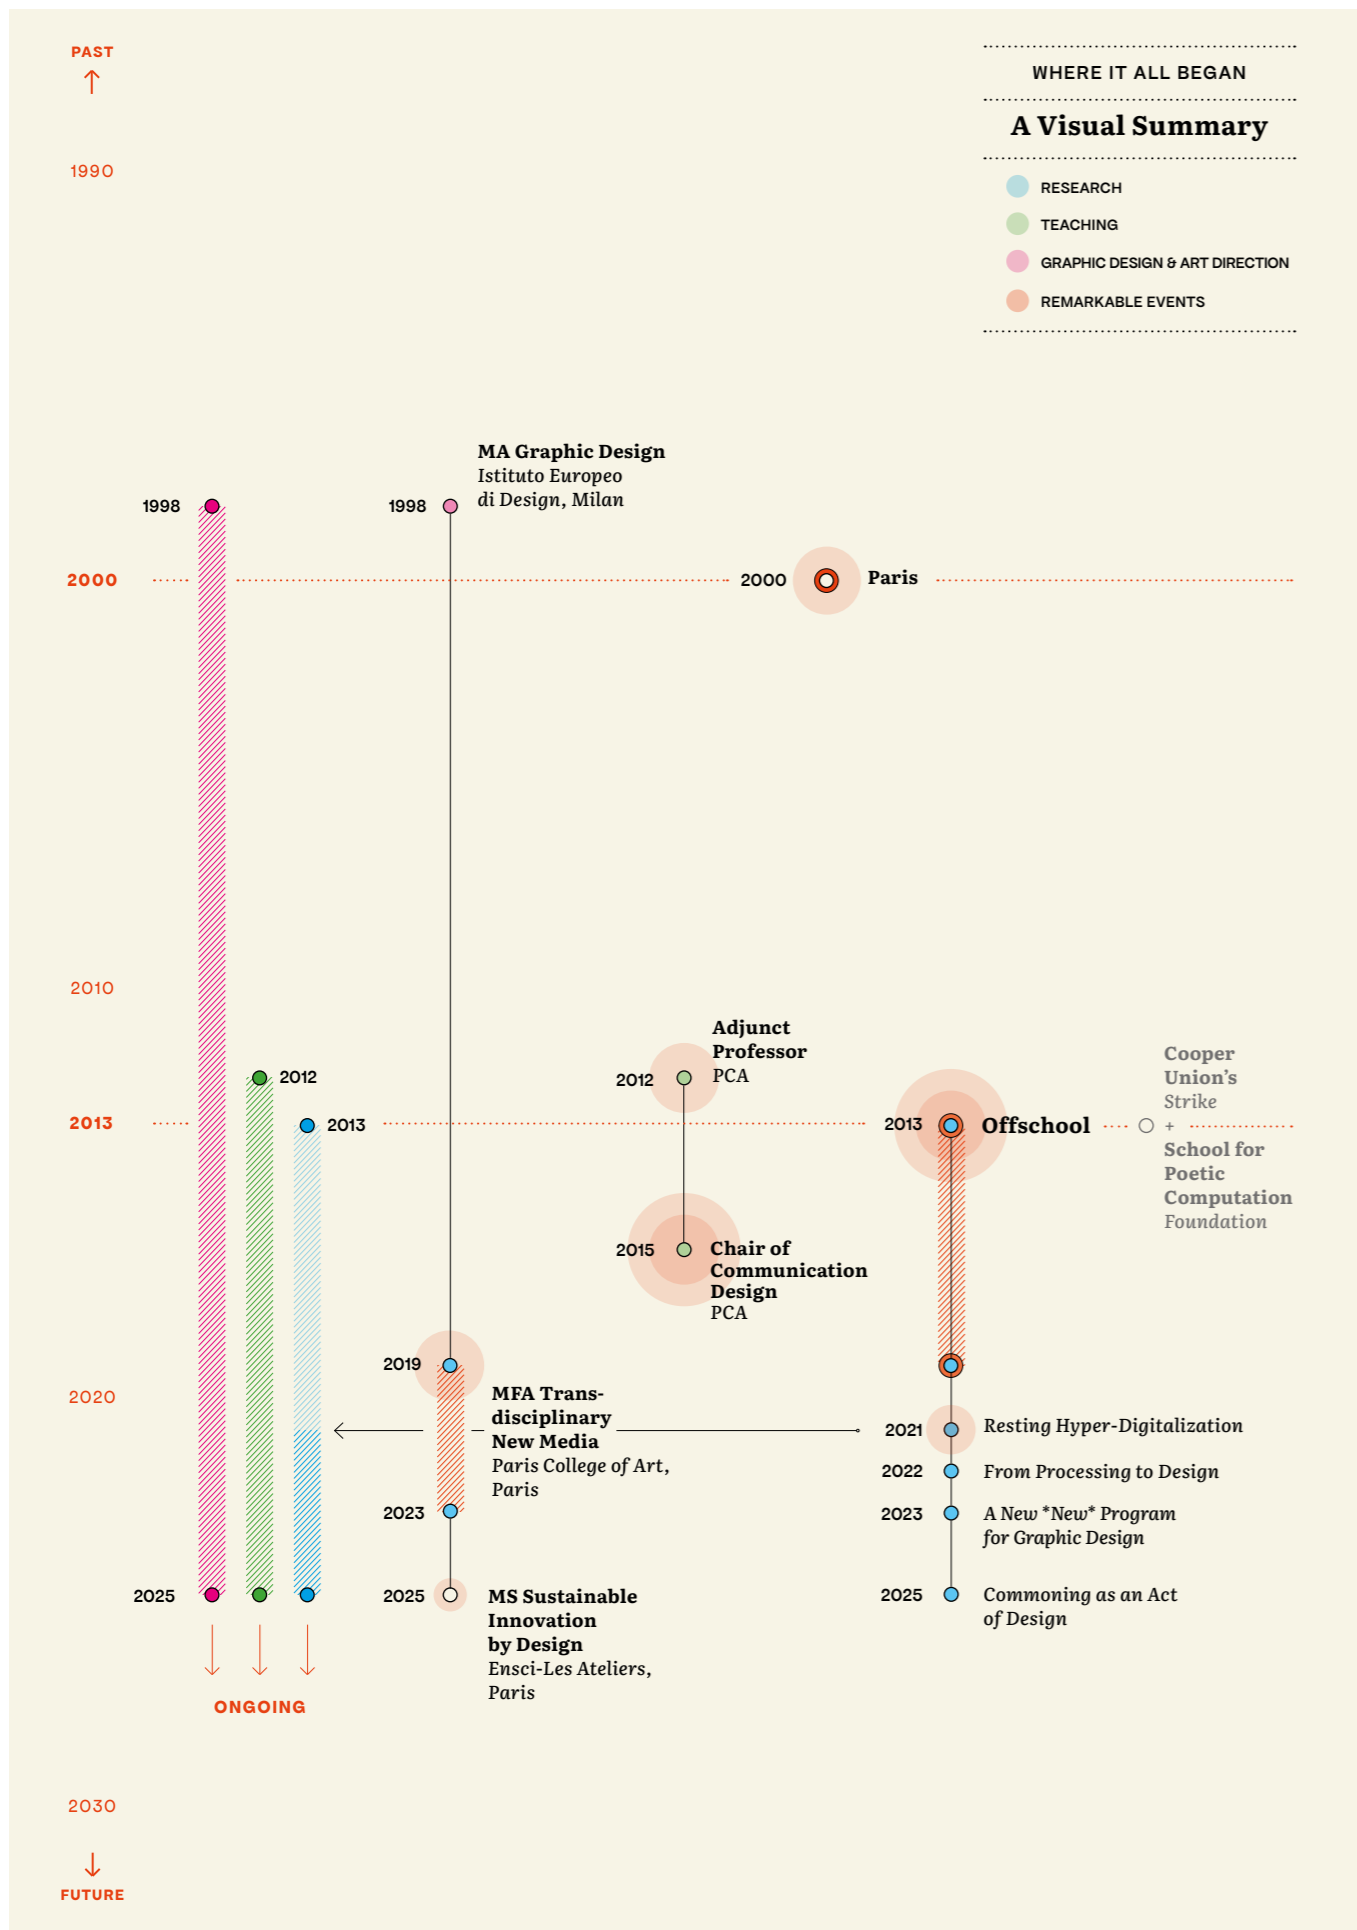 PAST
WHERE IT ALL BEGAN
A Visual Summary
1990
RESEARCH
TEACHING
GRAPHIC DESIGN & ART DIRECTION
REMARKABLE EVENTS
MA Graphic Design
Istituto Europeo
di Design, Milan
1998
1998
2000
2000
Paris
2010
Adjunct
Professor
PCA
2012
2012
2013
2013
2013
Offschool
Cooper
Union's
Strike
+
School for
Poetic
Computation
Foundation
2015
Chair of
Communication
Design
PCA
2019
2020
MFA Trans-
disciplinary
New Media
Paris College of Art,
Paris
2021
Resting Hyper-Digitalization
2022
From Processing to Design
2023
2023
A New *New* Program
for Graphic Design
2025
2025
MS Sustainable
Innovation
by Design
Ensci-Les Ateliers,
Paris
2025
Commoning as an Act
of Design
ONGOING
2030
FUTURE